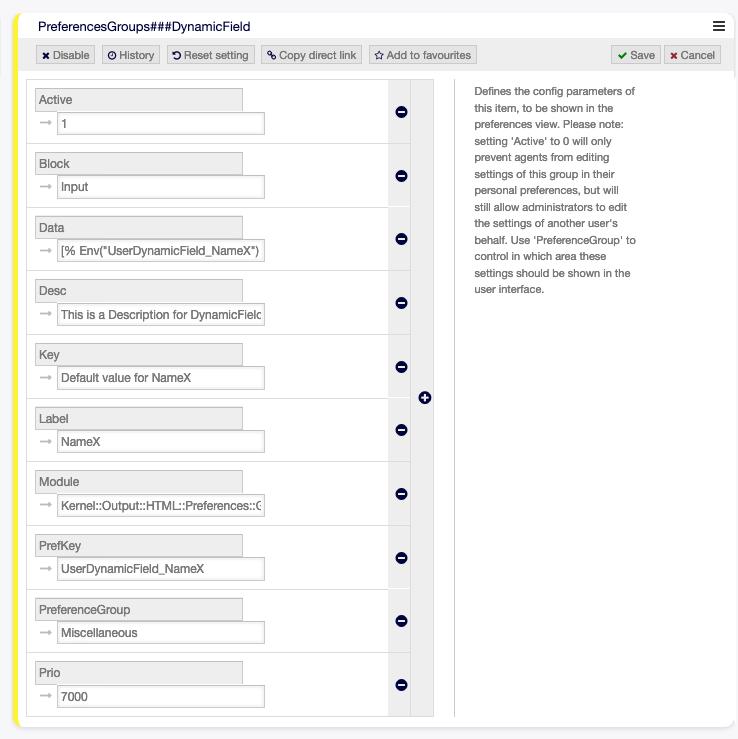 PreferencesGroups###DynamicField
Disable History Reset setting Copy direct link Add to favourites Save Cancel
Active
1
Block
Input
Data
[% Env("UserDynamicField_NameX")
Desc
This is a Description for DynamicField
Key
Default value for NameX
Label
NameX
Module
Kernel::Output::HTML::Preferences::G
PrefKey
UserDynamicField_NameX
PreferenceGroup
Miscellaneous
Prio
7000
Defines the config parameters of
this item, to be shown in the
preferences view. Please note:
setting 'Active' to 0 will only
prevent agents from editing
settings of this group in their
personal preferences, but will
still allow administrators to edit
the settings of another user's
behalf. Use 'PreferenceGroup' to
control in which area these
settings should be shown in the
user interface.